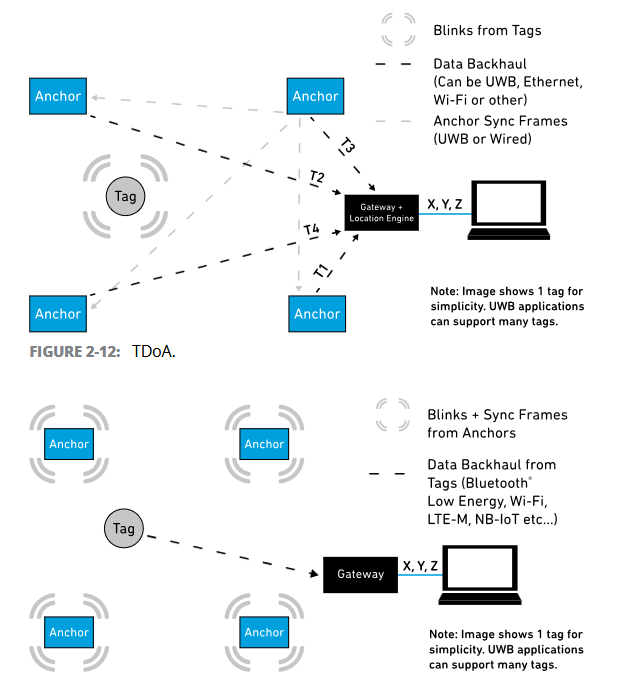 Blinks from Tags
Data Backhaul
(Can be UWB, Ethernet,
Wi-Fi or other)
Anchor Sync Frames
(UWB or Wired)
Anchor
Anchor
T3
T2
Tag
Gateway +
Location Engine
X, Y, Z
T4
T1
Anchor
Anchor
Note: Image shows 1 tag for
simplicity. UWB applications
can support many tags.
FIGURE 2-12: TDoA.
Blinks + Sync Frames
from Anchors
Anchor
Anchor
Data Backhaul from
Tags (Bluetooth®
Low Energy, Wi-Fi,
LTE-M, NB-IoT etc...)
Tag
Gateway
X, Y, Z
Anchor
Anchor
Note: Image shows 1 tag for
simplicity. UWB applications
can support many tags.